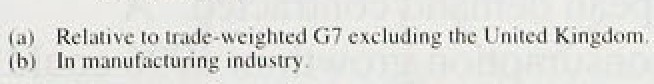 (a) Relative to trade-weighted G7 excluding the United Kingdom.
(b) In manufacturing industry.